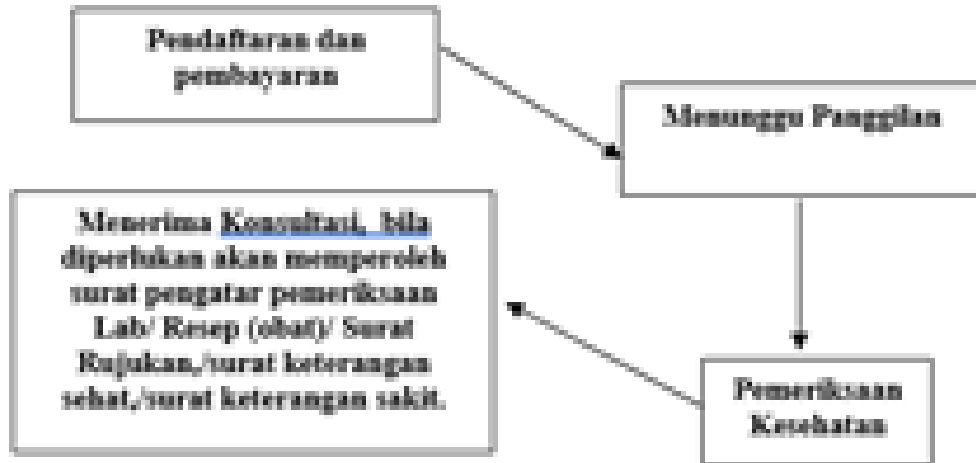 Pendaftaran dan
pembayaran
Menunggu Panggilan
Pemeriksaan
Kesehatan
Menerima Konsultasi, bila
diperlukan akan memperoleh
surat pengatar pemeriksaan
Lab/ Resep (obat)/ Surat
Rujukan,/surat keterangan
sehat,/surat keterangan sakit.